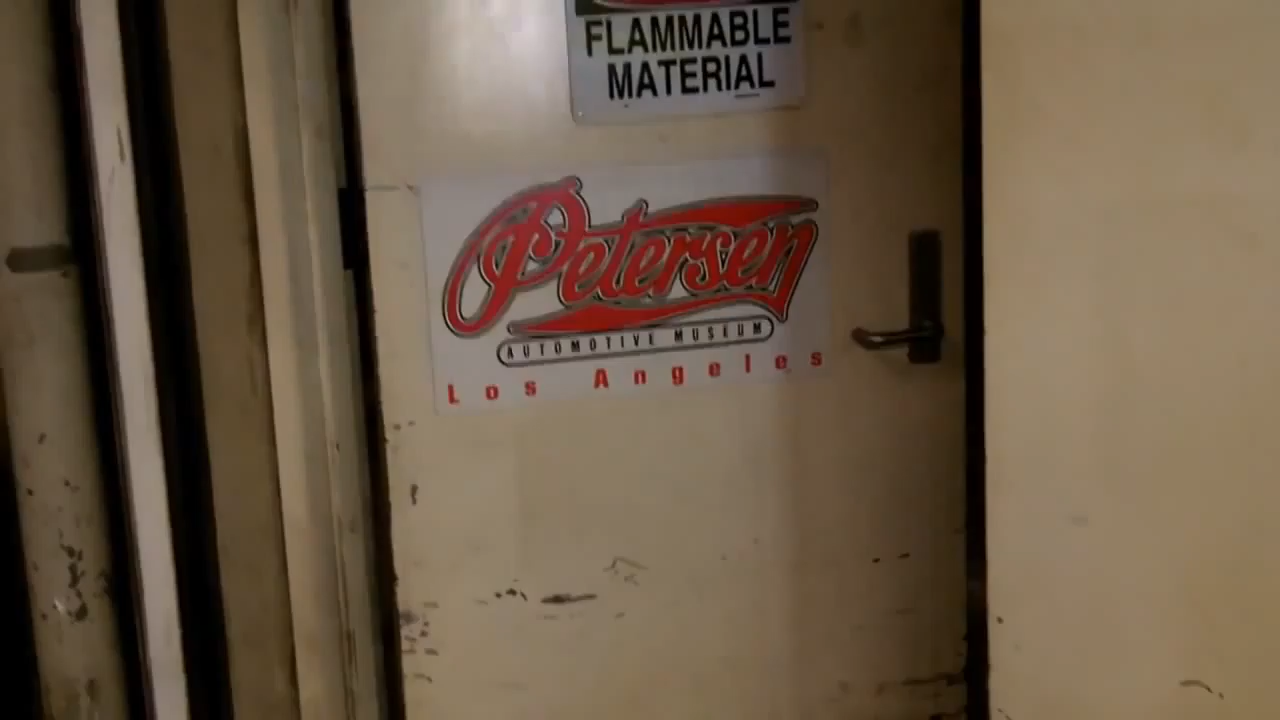 FLAMMABLE
MATERIAL
Petersen
AUTOMOTIVE MUSEUM
Los Angeles